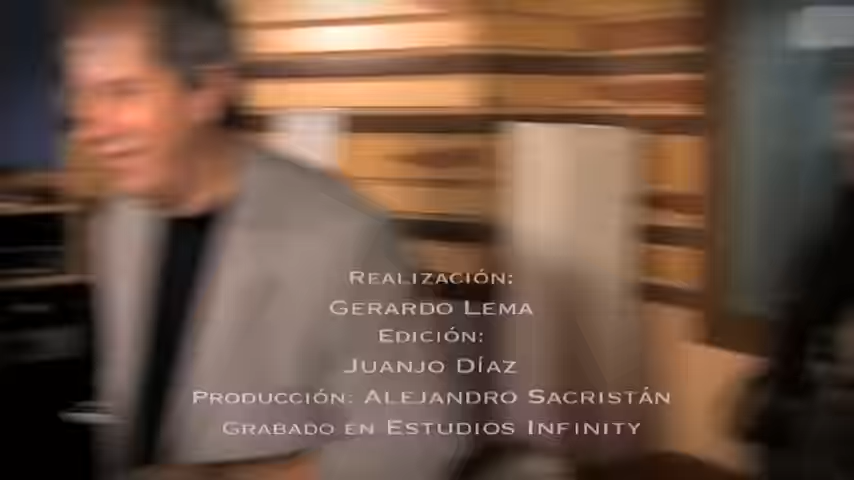 Realización:
Gerardo Lema
Edición:
Juanjo Díaz
Producción: Alejandro Sacristán
Grabado en Estudios Infinity